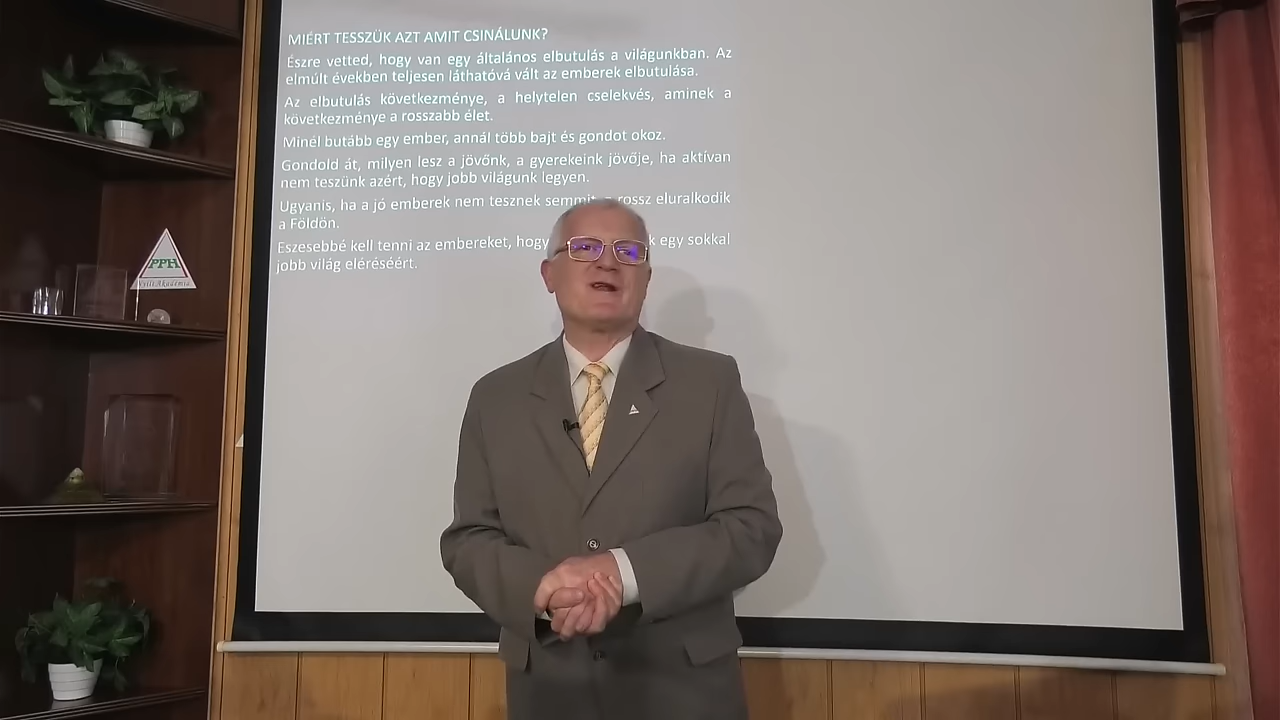 MIÉRT TESSZÜK AZT AMIT CSINÁLUNK?
Észre vetted, hogy van egy általános elbutulás a világunkban. Az
elmúlt években teljesen láthatóvá vált az emberek elbutulása.
Az elbutulás következménye, a helytelen cselekvés, aminek a
következménye a rosszabb élet.
Minél butább egy ember, annál több bajt és gondot okoz.
Gondold át, milyen lesz a jövőnk, a gyerekeink jövője, ha aktívan
nem teszünk azért, hogy jobb világunk legyen.
Ugyanis, ha a jó emberek nem tesznek semmit rossz eluralkodik
a Földön.
Eszesebbé kell tenni az embereket, hogy k egy sokkal
jobb világ eléréséért.
PPH
Nyílt Akadémia